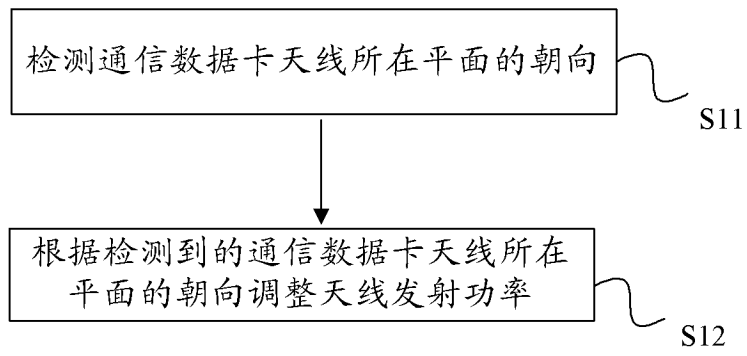 检测通信数据卡天线所在平面的朝向
S11
根据检测到的通信数据卡天线所在
平面的朝向调整天线发射功率
S12